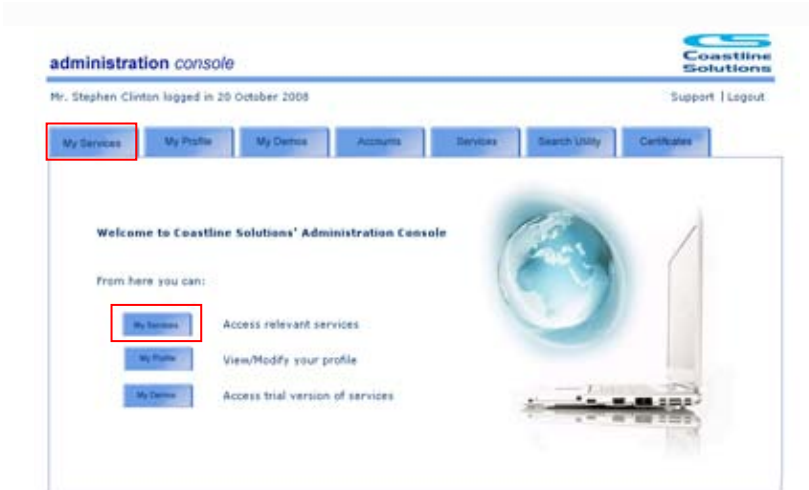 Coastline
Solutions
administration console
Mr. Stephen Clinton logged in 20 October 2008
Support | Logout
My Services
My Profile
My Demos
Accounts
Services
Search Utility
Certificates
Welcome to Coastline Solutions' Administration Console
From here you can:
My Services Access relevant services
My Profile View/Modify your profile
My Demos Access trial version of services